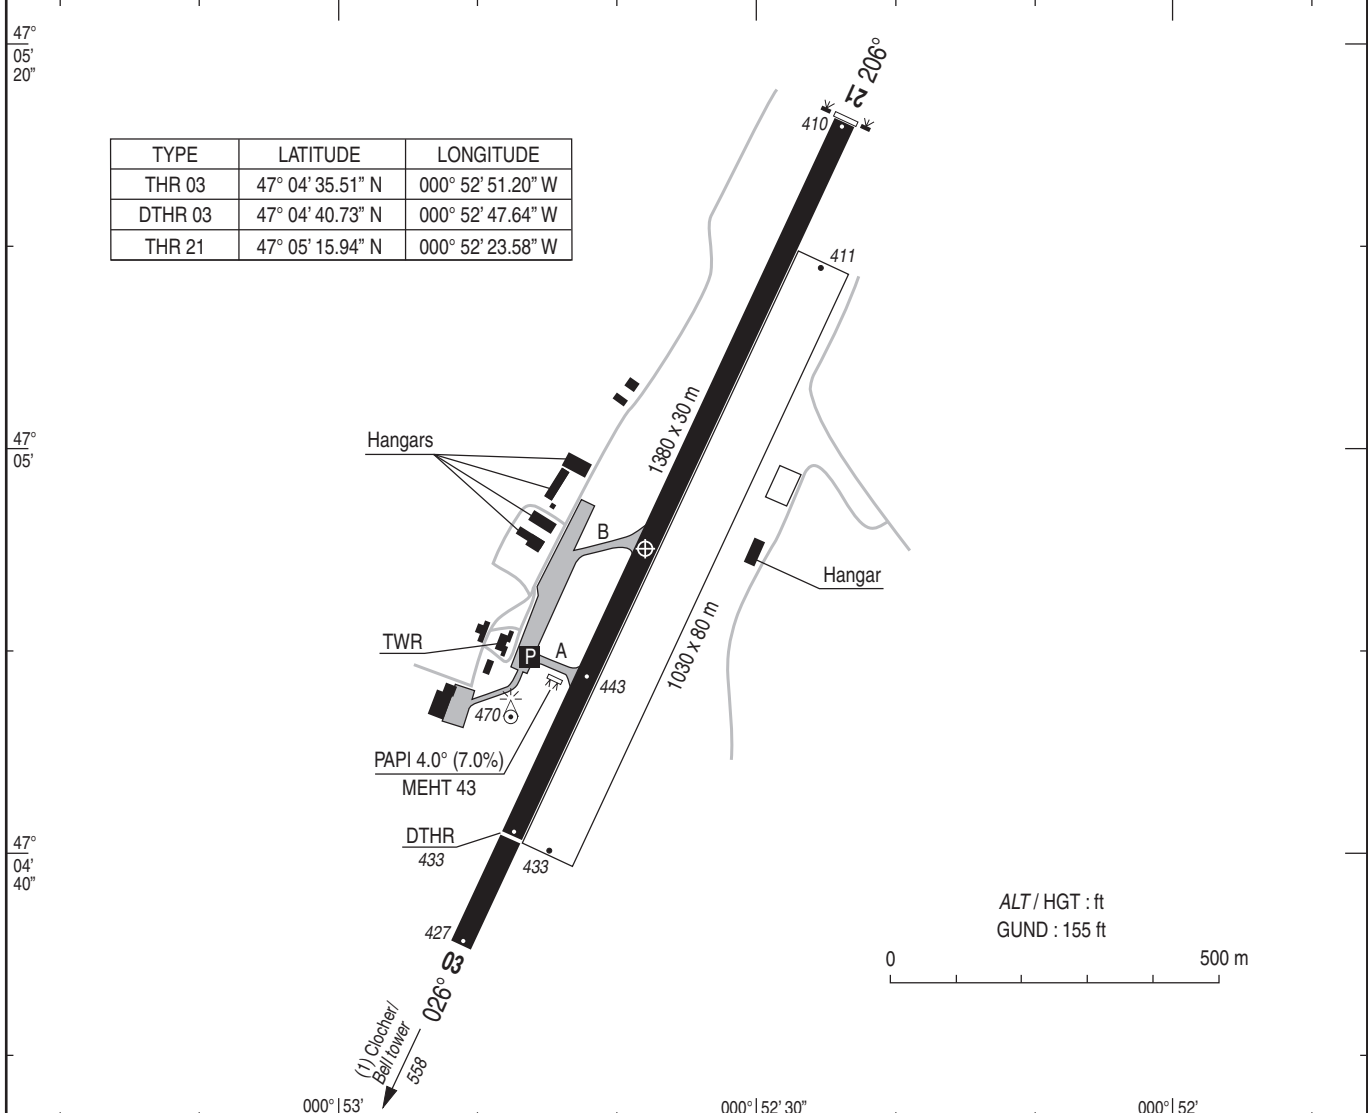 47°
05'
20"
21 206°
410
TYPE LATITUDE LONGITUDE
THR 03 47° 04' 35.51" N 000° 52' 51.20" W
DTHR 03 47° 04' 40.73" N 000° 52' 47.64" W
THR 21 47° 05' 15.94" N 000° 52' 23.58" W
411
1380 x 30 m
Hangars
47°
05'
B
Hangar
1030 x 80 m
TWR
P
A
443
470
PAPI 4.0° (7.0%)
MEHT 43
DTHR
433
433
47°
04'
40"
427
03
026°
(1) Clocher/
Bell tower
558
ALT / HGT : ft
GUND : 155 ft
0 500 m
000° 53'
000° 52' 30"
000° 52'